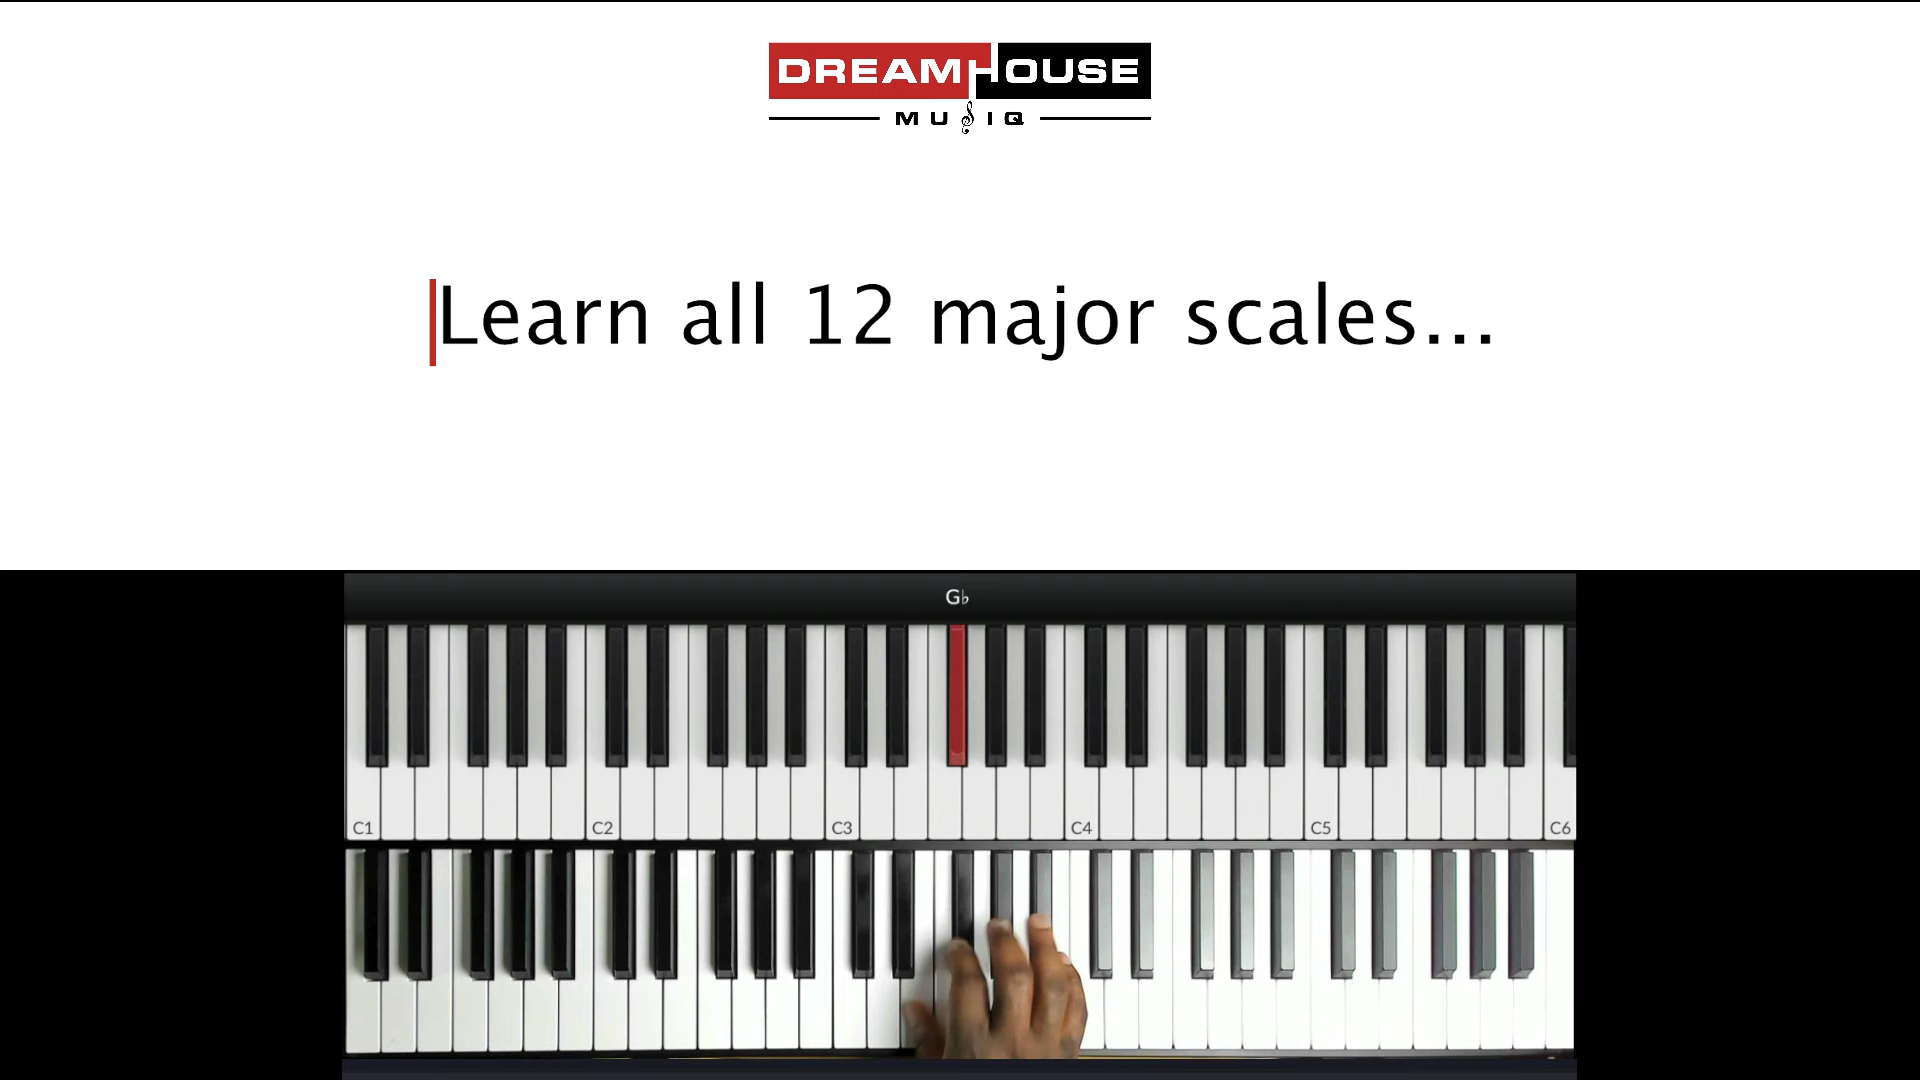 DREAMHOUSE
MUSIQ
Learn all 12 major scales...
G♭
C1 C2 C3 C4 C5 C6